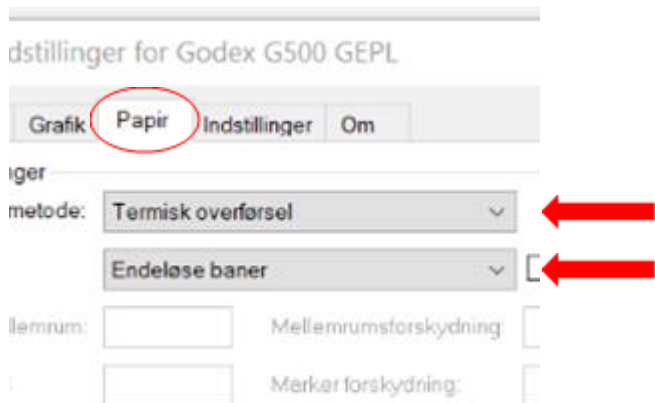 dstillinger for Godex G500 GEPL
Grafik Papir Indstillinger Om
nger
metode: Termisk overførsel
Endeløse baner
llemrum: Mellemrumsforskydning:
Mærker forskydning: